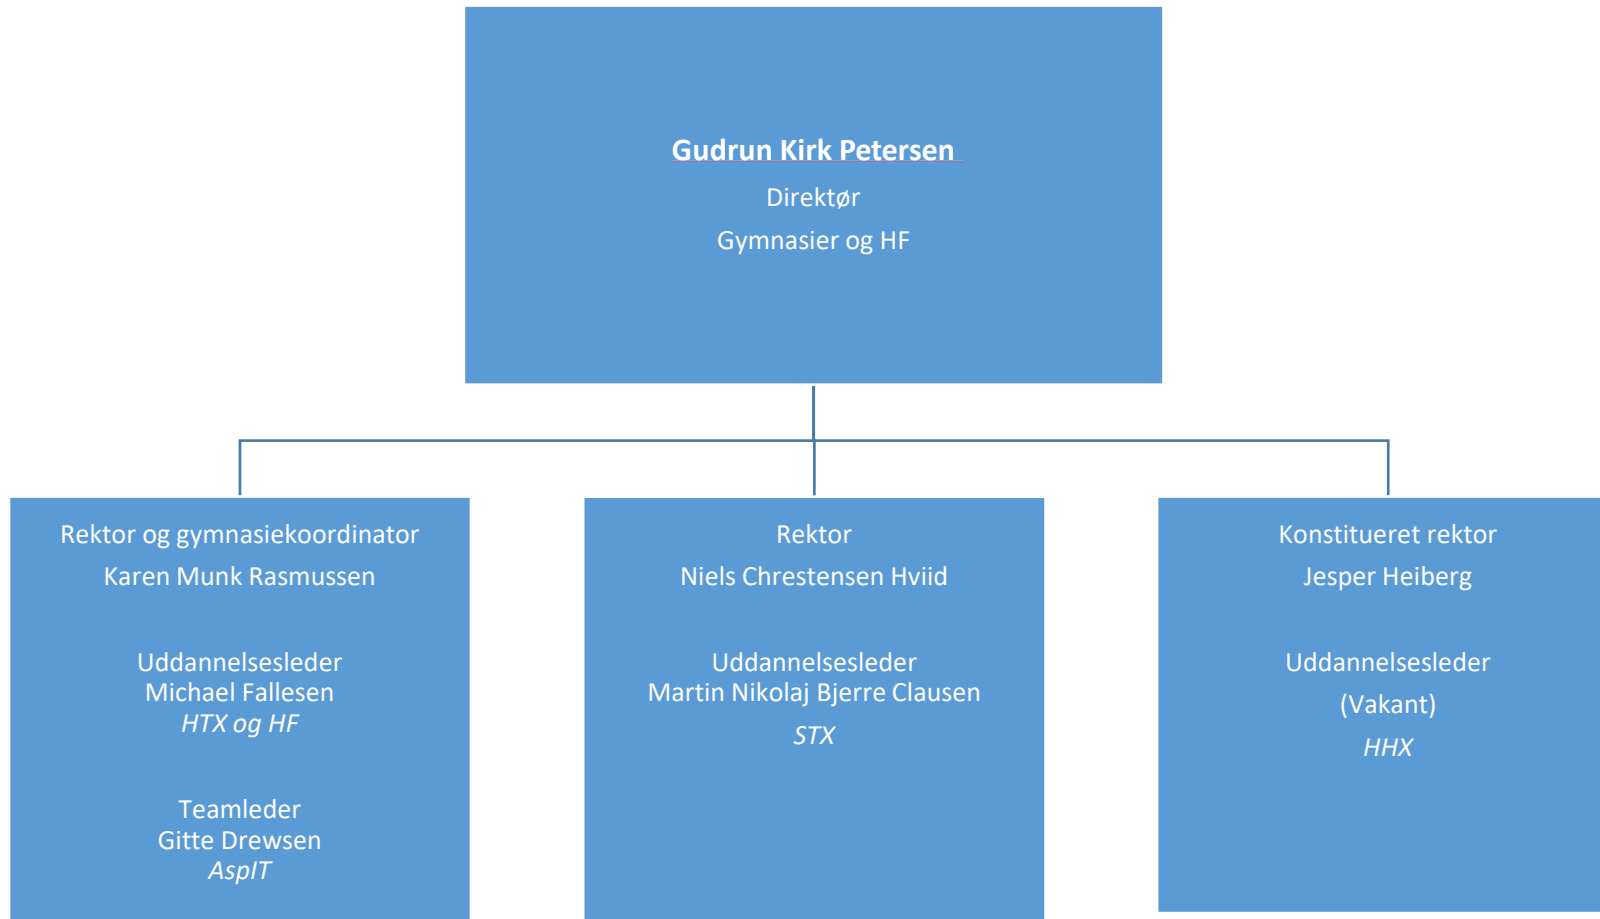 Gudrun Kirk Petersen
Direktør
Gymnasier og HF
Rektor og gymnasiekoordinator
Karen Munk Rasmussen
Uddannelsesleder
Michael Fallesen
HTX og HF
Teamleder
Gitte Drewsen
AspIT
Rektor
Niels Chrestensen Hviid
Uddannelsesleder
Martin Nikolaj Bjerre Clausen
STX
Konstitueret rektor
Jesper Heiberg
Uddannelsesleder
(Vakant)
HHX